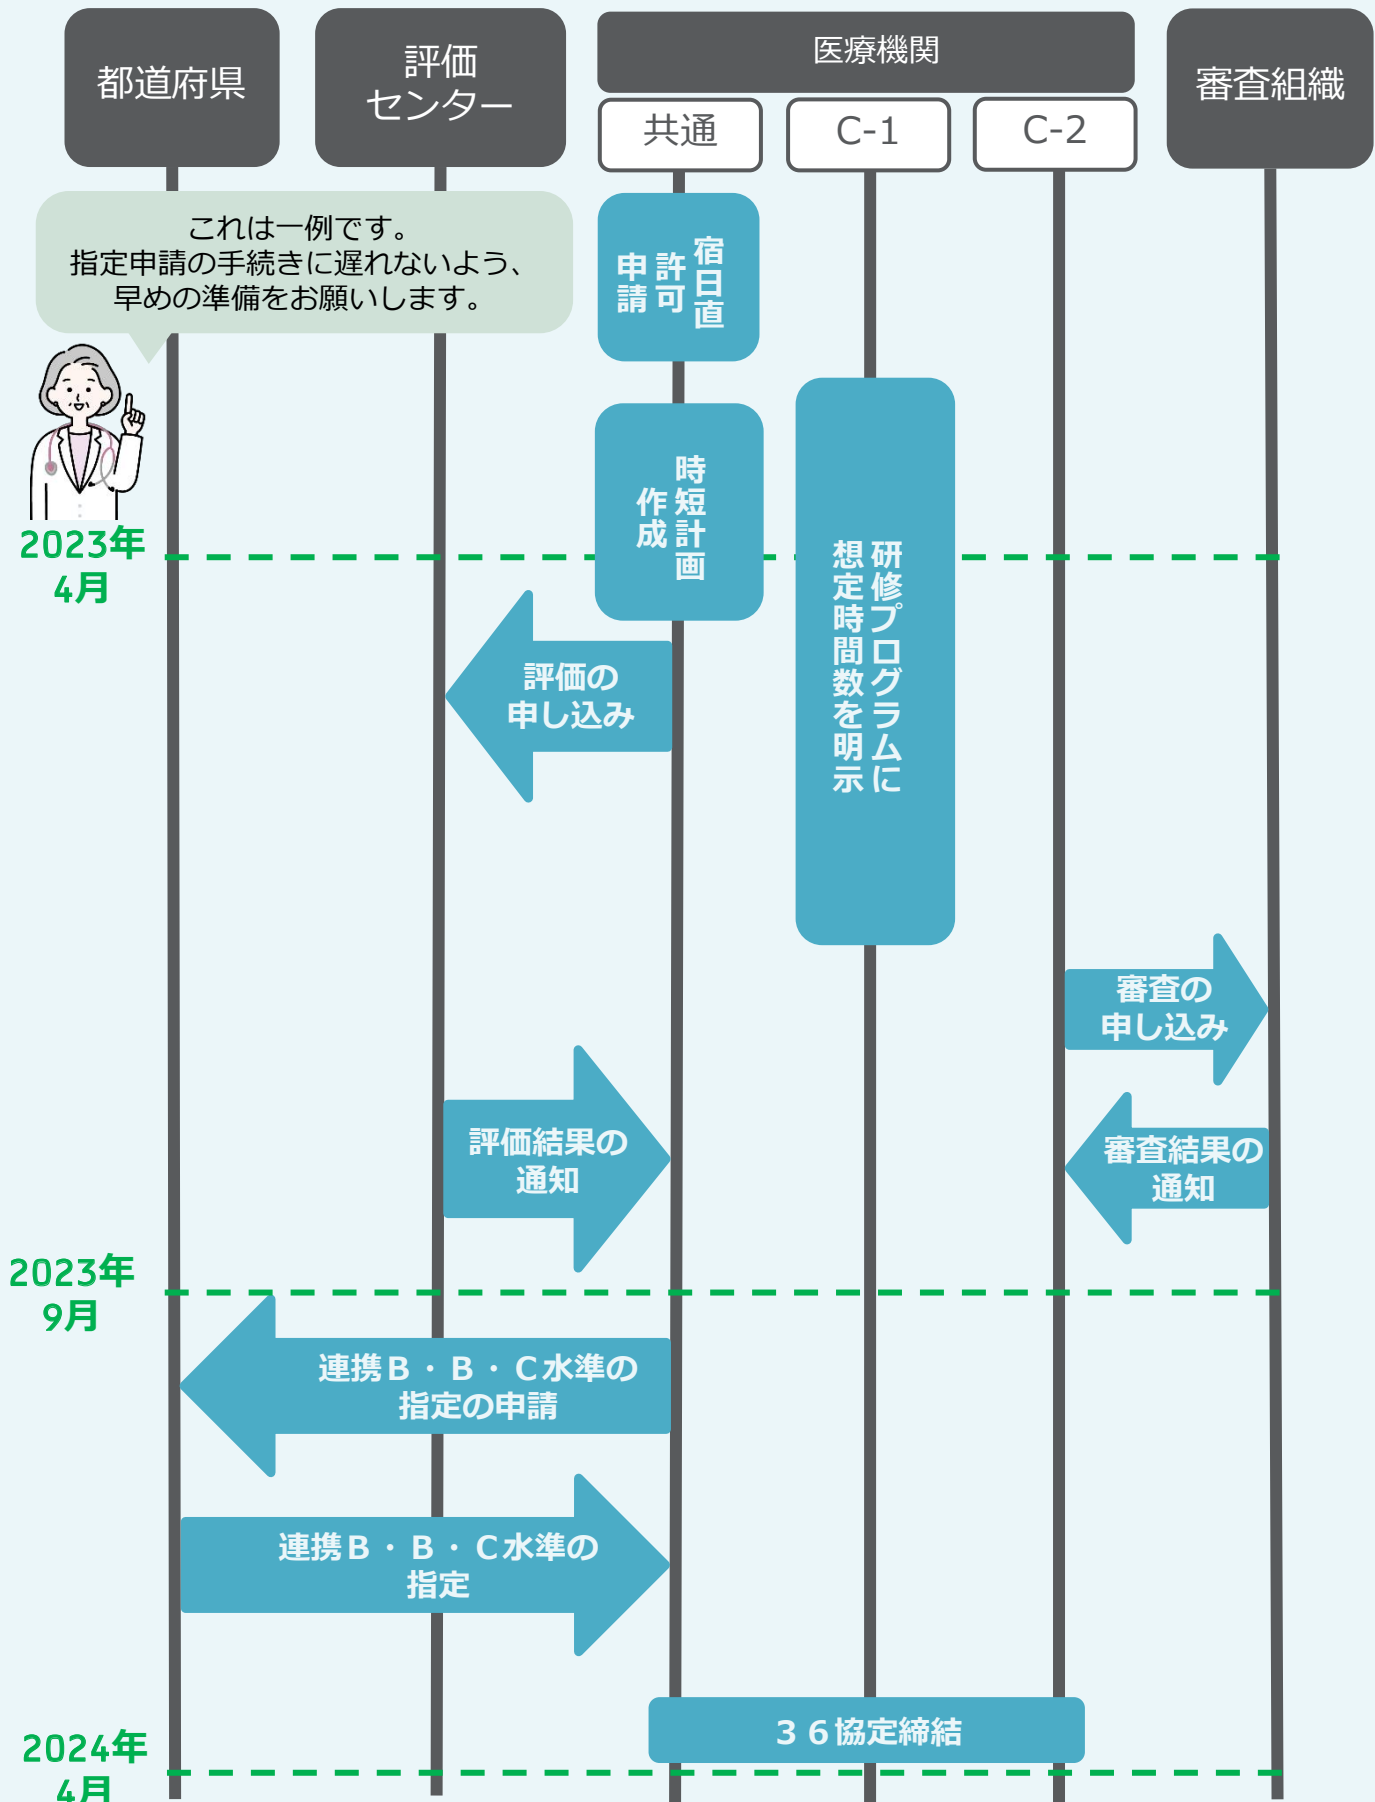 都道府県
評価
センター
医療機関
共通
C-1
C-2
審査組織
これは一例です。
指定申請の手続きに遅れないよう、
早めの準備をお願いします。
宿日直
許可
申請
時短計画
作成
研修プログラムに
想定時間数を明示
2023年
4月
評価の
申し込み
審査の
申し込み
評価結果の
通知
審査結果の
通知
2023年
9月
連携Ｂ・Ｂ・Ｃ水準の
指定の申請
連携Ｂ・Ｂ・Ｃ水準の
指定
３６協定締結
2024年
4月